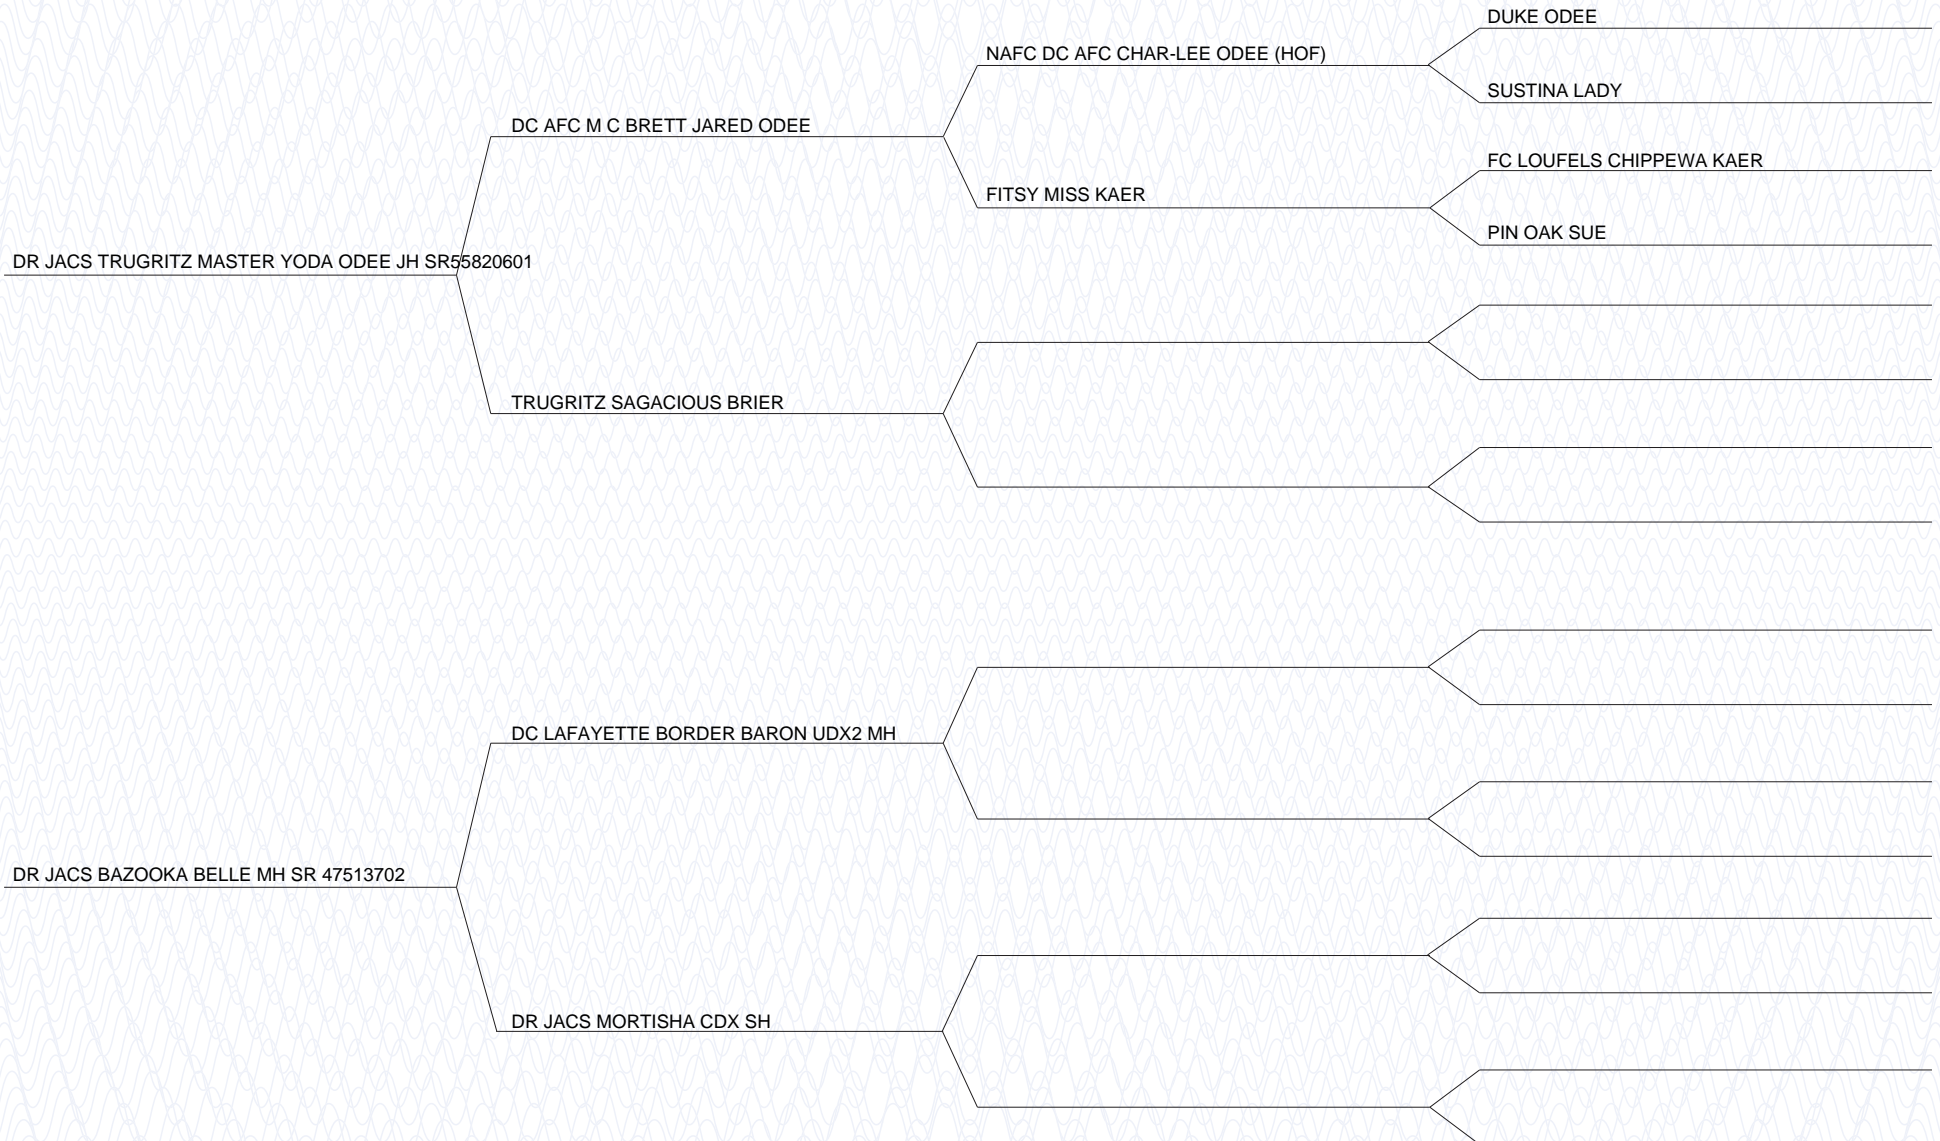 DUKE ODEE
NAFC DC AFC CHAR-LEE ODEE (HOF)
SUSTINA LADY
DC AFC M C BRETT JARED ODEE
FC LOUFELS CHIPPEWA KAER
FITSY MISS KAER
PIN OAK SUE
DR JACS TRUGRITZ MASTER YODA ODEE JH SR55820601
TRUGRITZ SAGACIOUS BRIER
DC LAFAYETTE BORDER BARON UDX2 MH
DR JACS BAZOOKA BELLE MH SR 47513702
DR JACS MORTISHA CDX SH